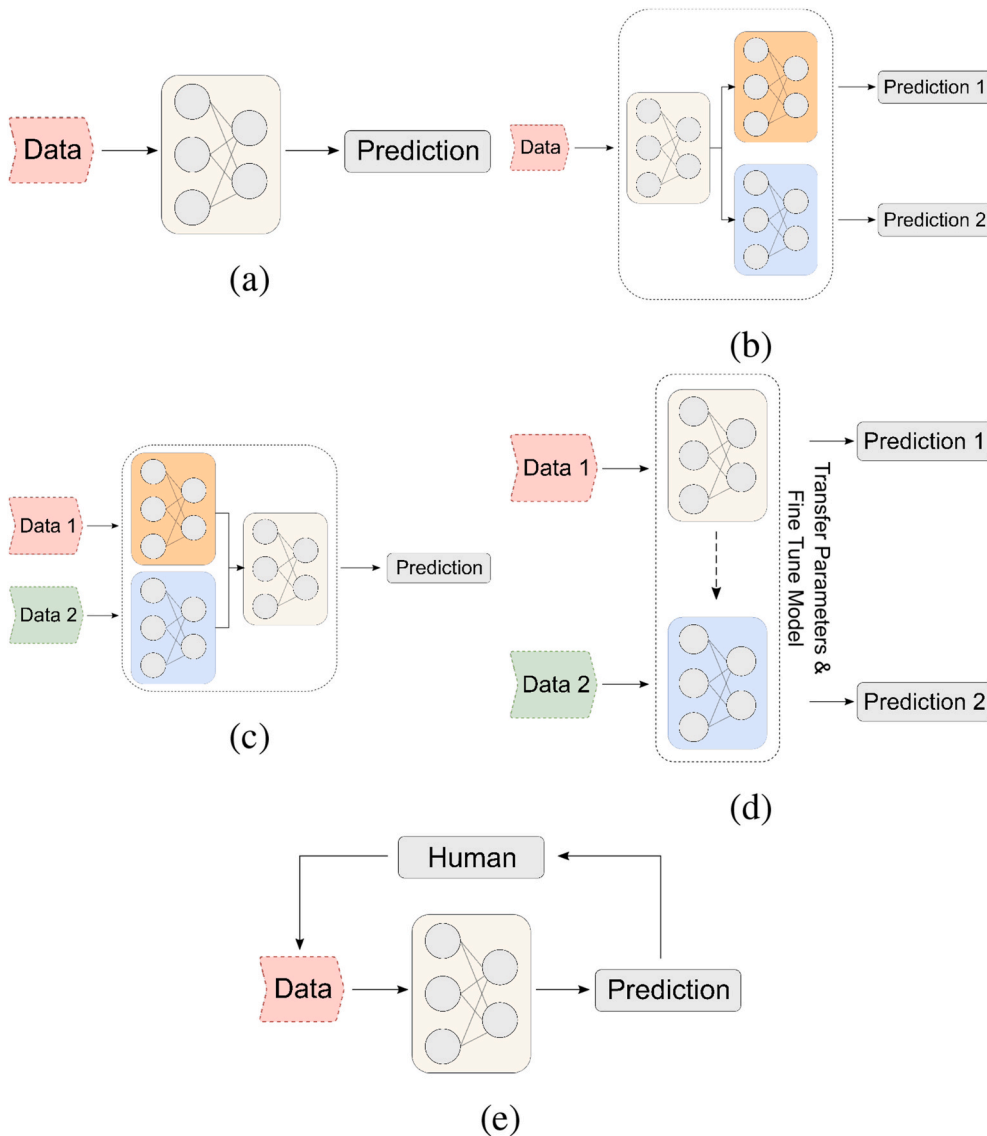 Data
Prediction
(a)
Data
Prediction 1
Prediction 2
(b)
Data 1
Data 2
Prediction
(c)
Data 1
Data 2
Transfer Parameters &
Fine Tune Model
Prediction 1
Prediction 2
(d)
Human
Data
Prediction
(e)